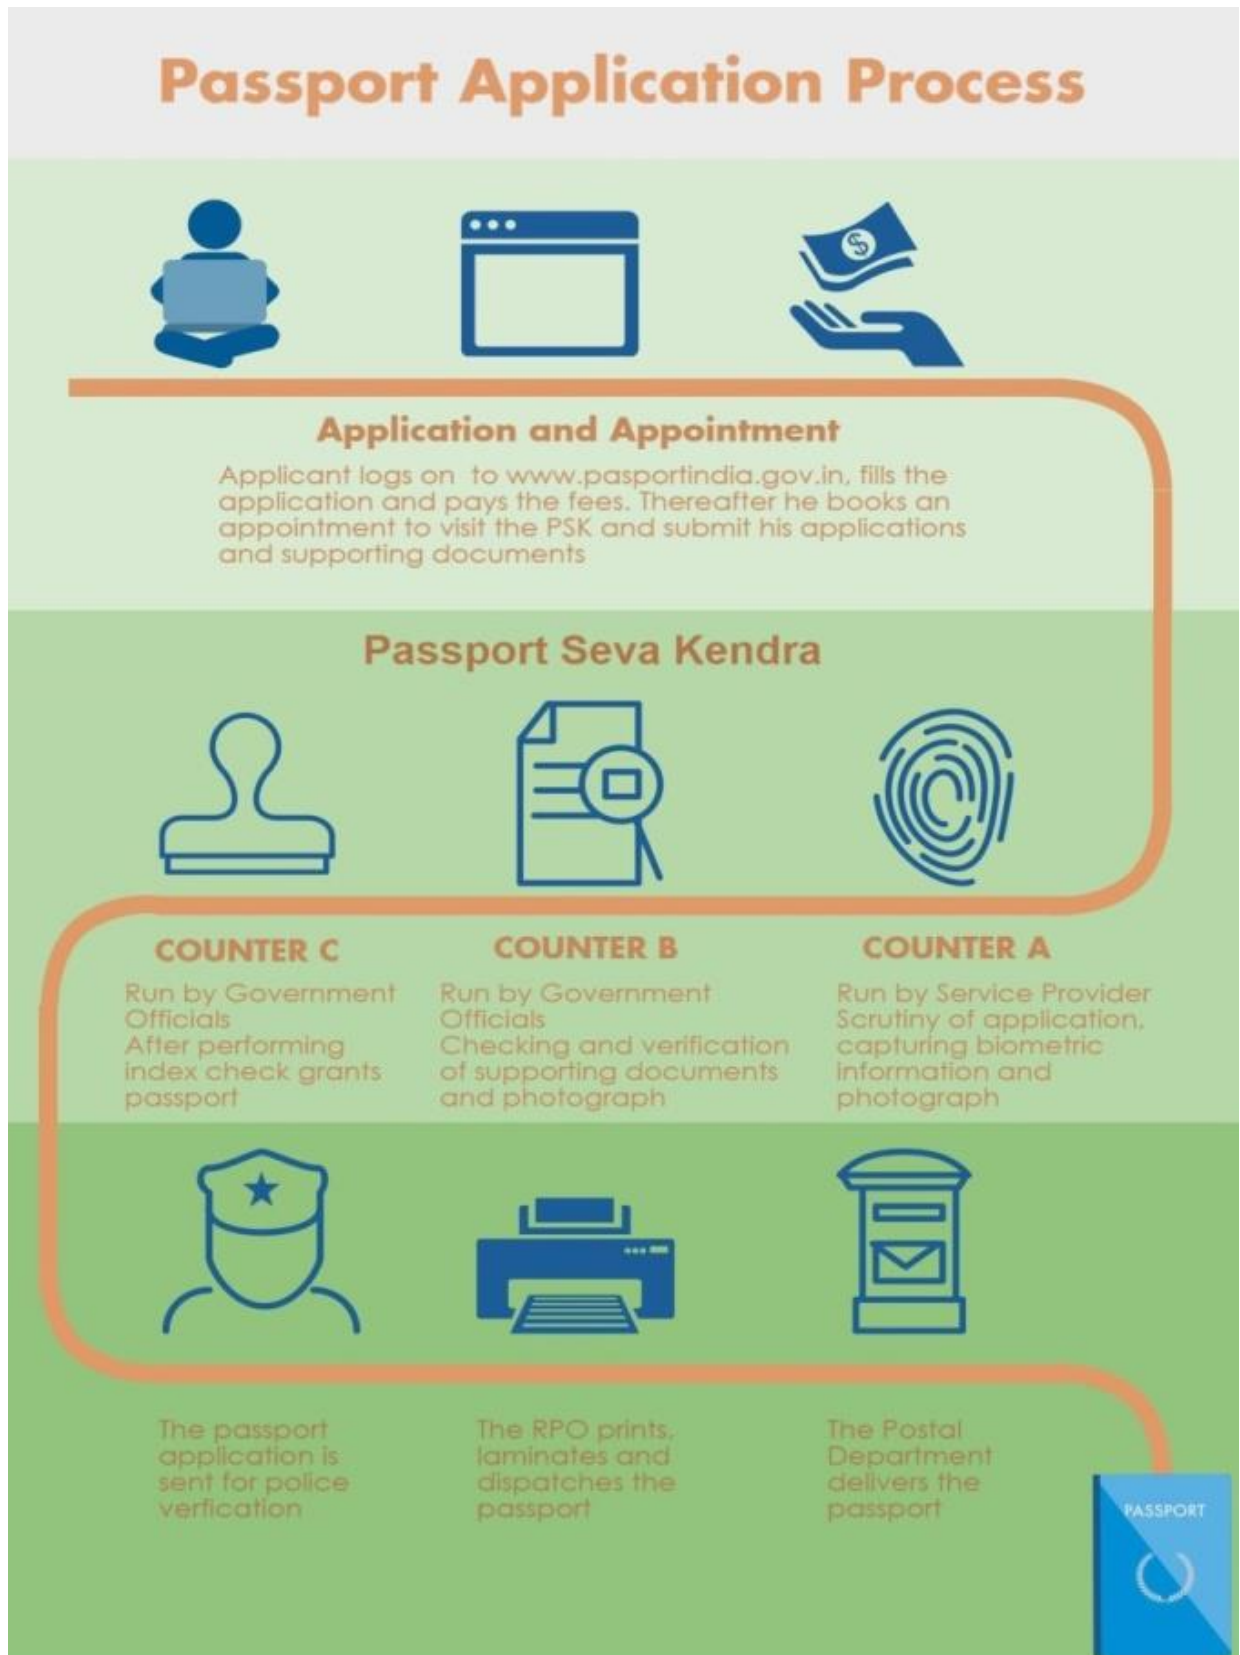 Passport Application Process
Application and Appointment
Applicant logs on to www.pasportindia.gov.in, fills the
application and pays the fees. Thereafter he books an
appointment to visit the PSK and submit his applications
and supporting documents
Passport Seva Kendra
COUNTER C
Run by Government
Officials
After performing
index check grants
passport
COUNTER B
Run by Government
Officials
Checking and verification
of supporting documents
and photograph
COUNTER A
Run by Service Provider
Scrutiny of application,
capturing biometric
information and
photograph
The passport
application is
sent for police
verfication
The RPO prints,
laminates and
dispatches the
passport
The Postal
Department
delivers the
passport
PASSPORT